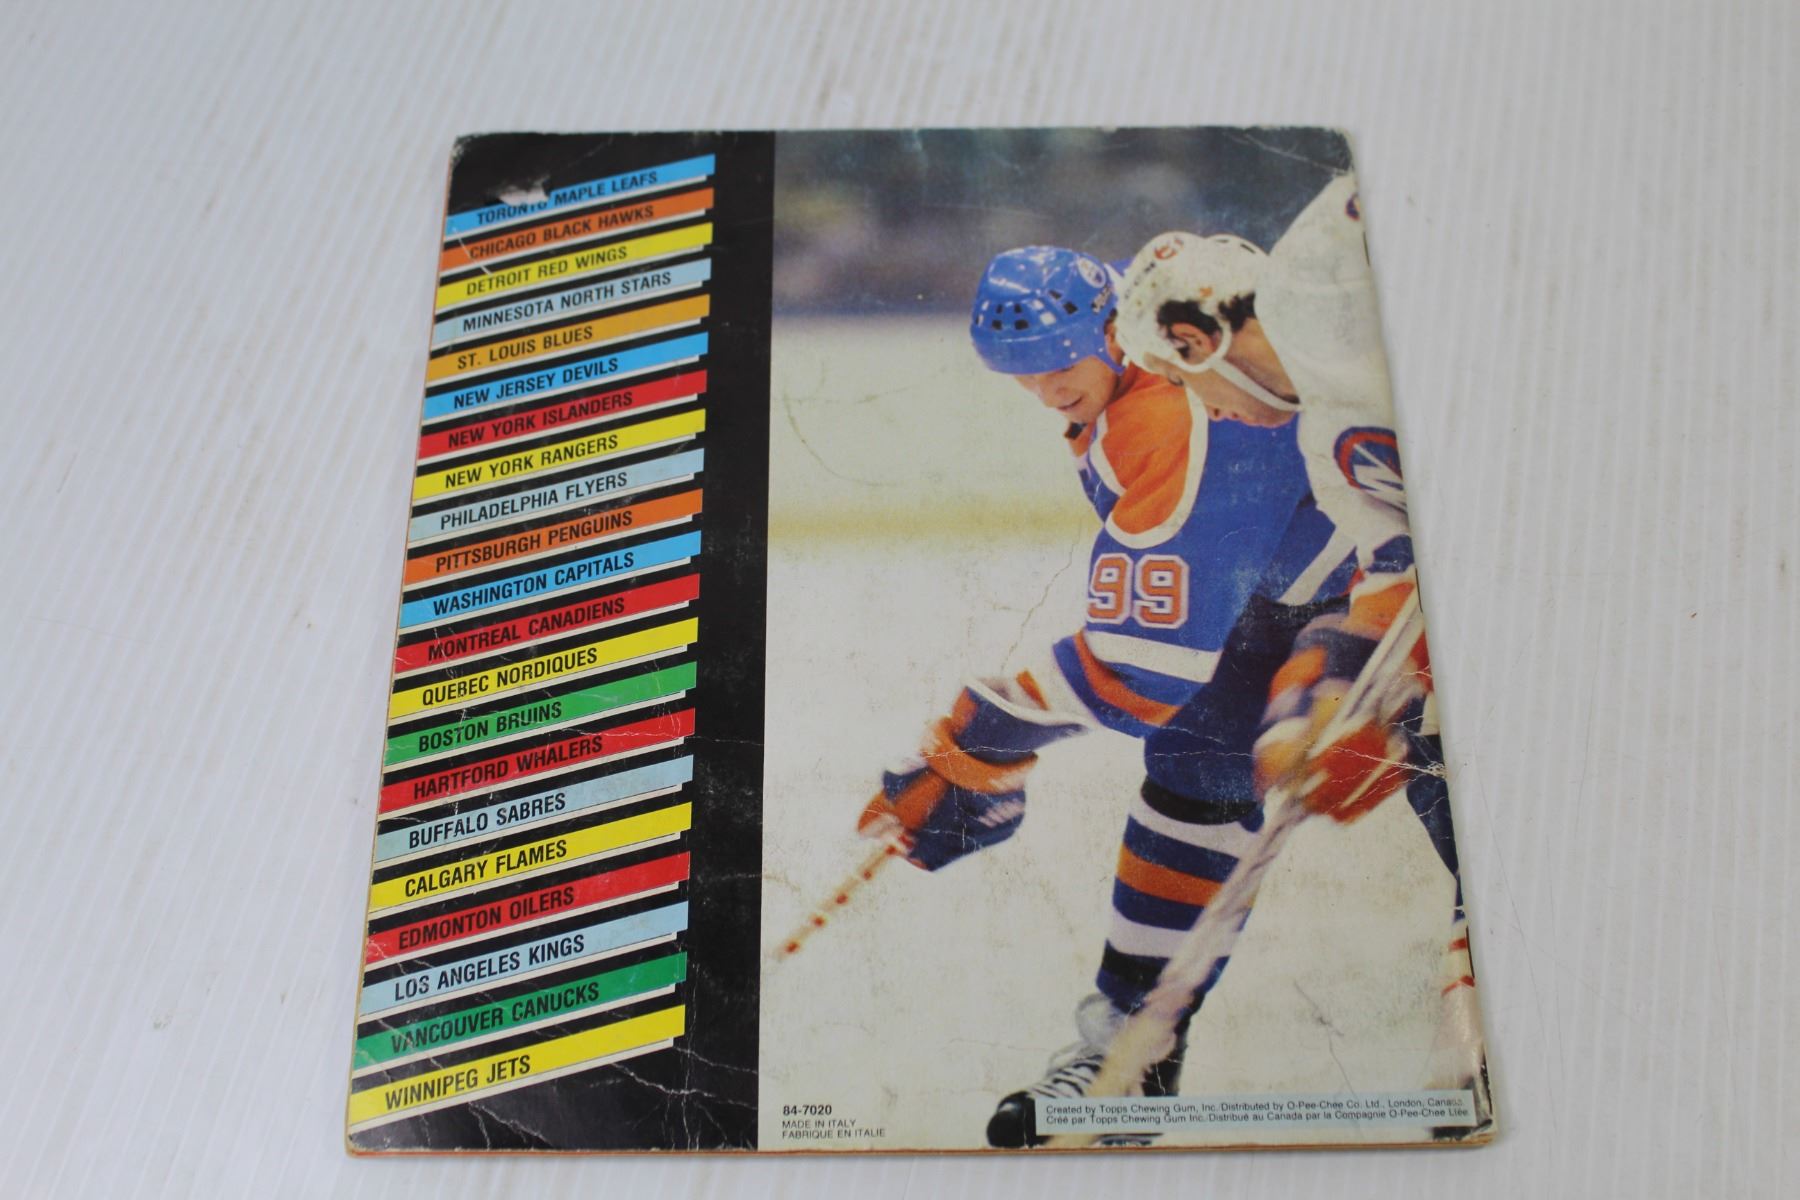 TORONTO MAPLE LEAFS
CHICAGO BLACK HAWKS
DETROIT RED WINGS
MINNESOTA NORTH STARS
ST. LOUIS BLUES
NEW JERSEY DEVILS
NEW YORK ISLANDERS
NEW YORK RANGERS
PHILADELPHIA FLYERS
PITTSBURGH PENGUINS
WASHINGTON CAPITALS
MONTREAL CANADIENS
QUEBEC NORDIQUES
BOSTON BRUINS
HARTFORD WHALERS
BUFFALO SABRES
CALGARY FLAMES
EDMONTON OILERS
LOS ANGELES KINGS
VANCOUVER CANUCKS
WINNIPEG JETS
99
84-7020
MADE IN ITALY
FABRIQUE EN ITALIE
Created by Topps Chewing Gum, Inc. Distributed by O-Pee-Chee Co. Ltd., London, Canada.
Créé par Topps Chewing Gum Inc. Distribué au Canada par la Compagnie O-Pee-Chee Ltée.